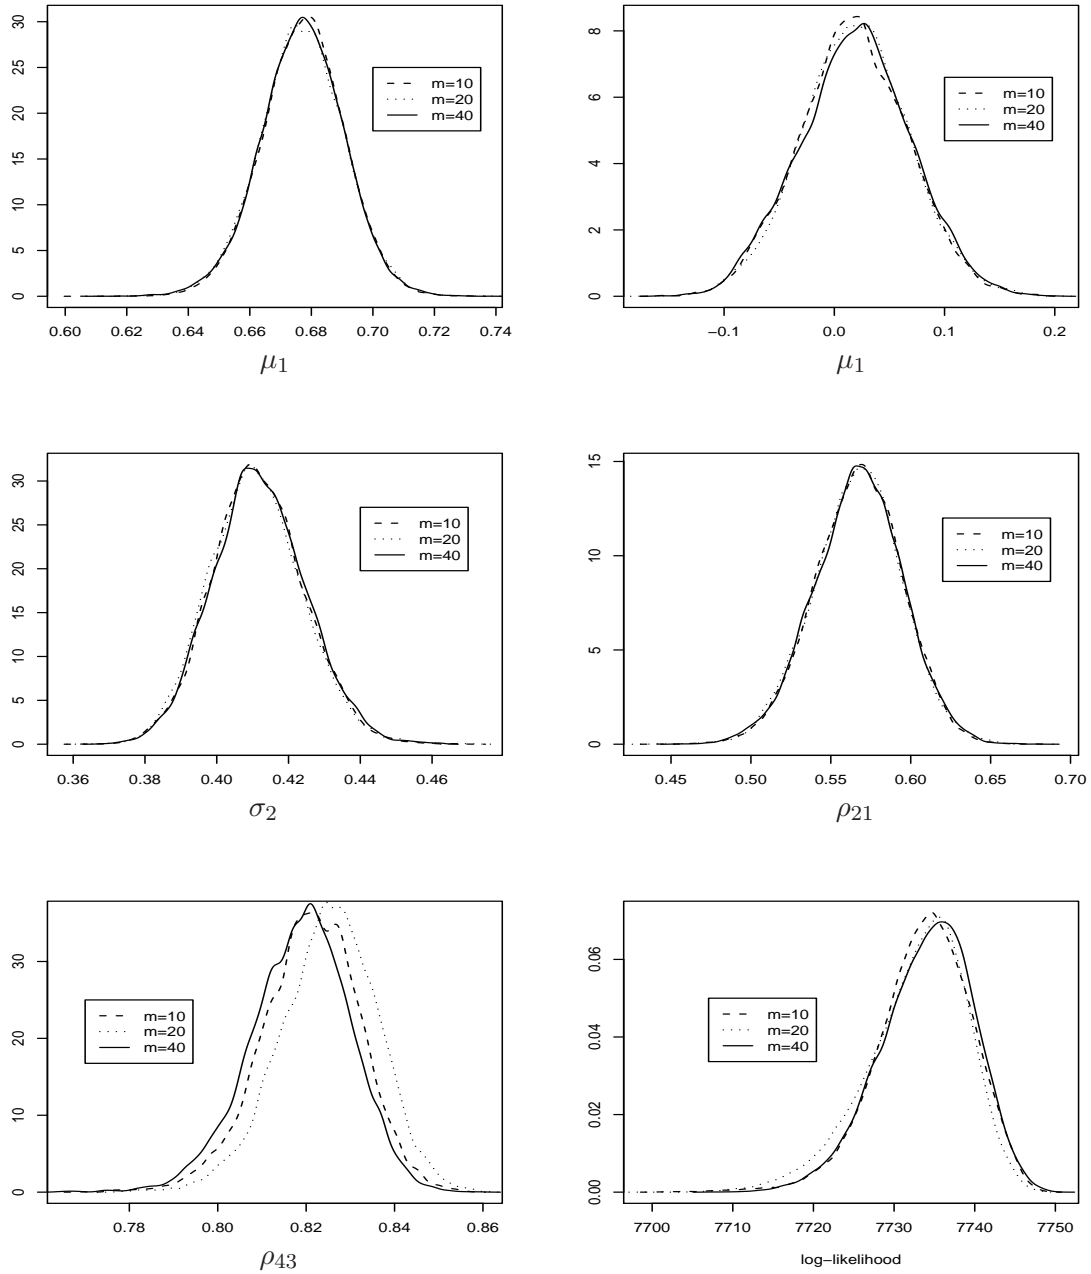 0 5 10 15 20 25 30
m=10
m=20
m=40
0.60 0.62 0.64 0.66 0.68 0.70 0.72 0.74
μ1
0 2 4 6 8
m=10
m=20
m=40
−0.1 0.0 0.1 0.2
μ1
0 5 10 15 20 25 30
m=10
m=20
m=40
0.36 0.38 0.40 0.42 0.44 0.46
σ2
0 5 10 15
m=10
m=20
m=40
0.45 0.50 0.55 0.60 0.65 0.70
ρ21
0 10 20 30
m=10
m=20
m=40
0.78 0.80 0.82 0.84 0.86
ρ43
0.00 0.02 0.04 0.06
m=10
m=20
m=40
7700 7710 7720 7730 7740 7750
log−likelihood